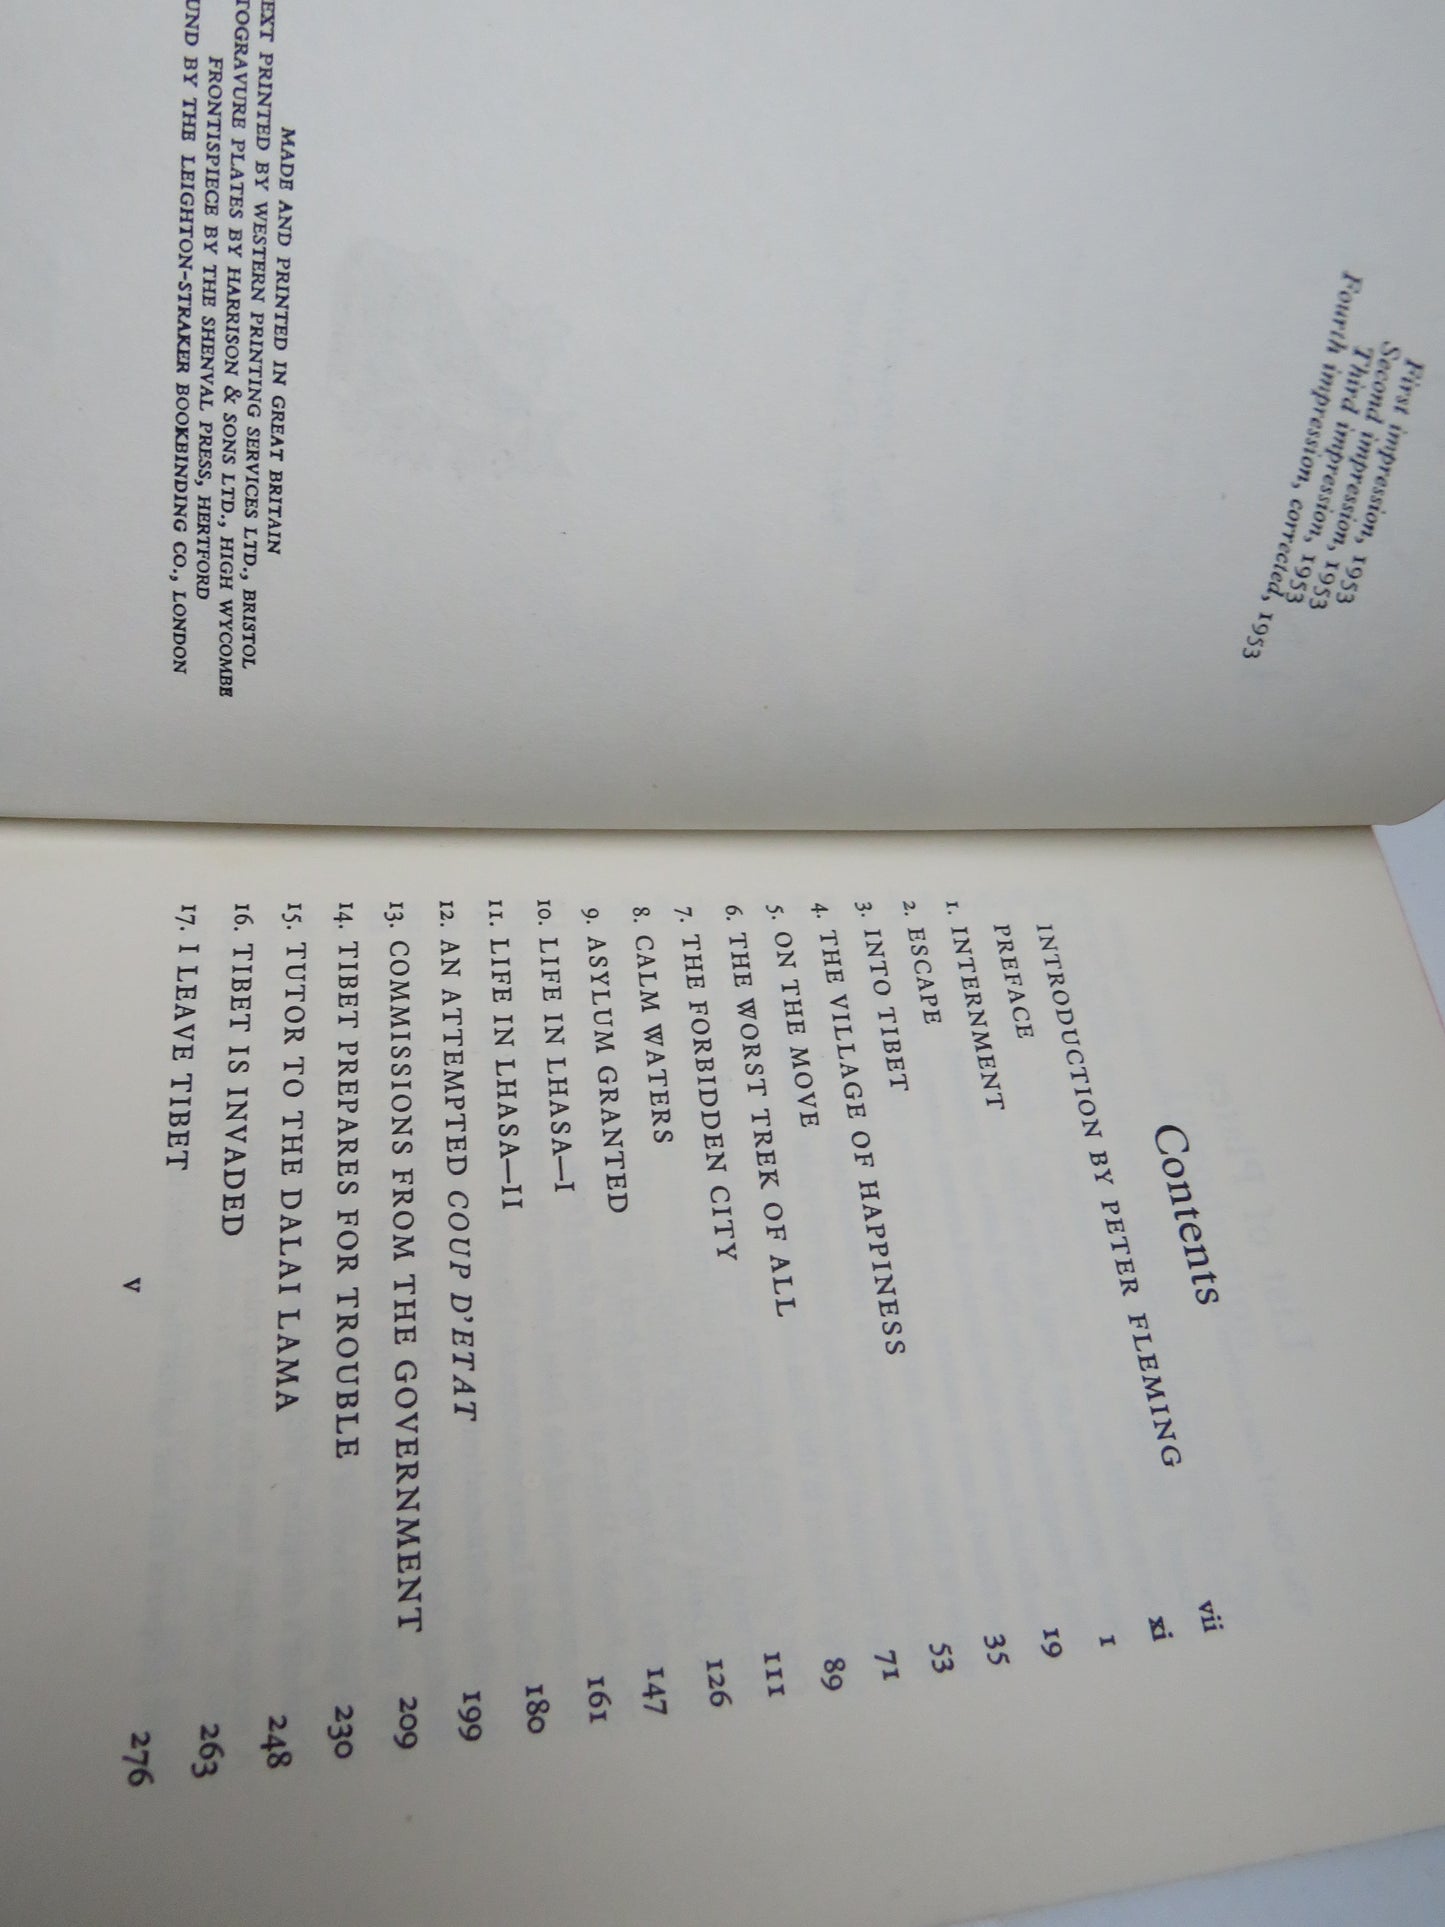 First impression, 1953
Second impression, 1953
Third impression, 1953
Fourth impression, corrected, 1953
MADE AND PRINTED IN GREAT BRITAIN
EXT PRINTED BY WESTERN PRINTING SERVICES LTD., BRISTOL
TOGRAVURE PLATES BY HARRISON & SONS LTD., HIGH WYCOMBE
FRONTISPIECE BY THE SHENVAL PRESS, HERTFORD
UND BY THE LEIGHTON-STRAKER BOOKBINDING CO., LONDON
Contents
INTRODUCTION BY PETER FLEMING vii
PREFACE xi
1. INTERNMENT 1
2. ESCAPE 19
3. INTO TIBET 35
4. THE VILLAGE OF HAPPINESS 53
5. ON THE MOVE 71
6. THE WORST TREK OF ALL 89
7. THE FORBIDDEN CITY 111
8. CALM WATERS 126
9. ASYLUM GRANTED 147
10. LIFE IN LHASA—I 161
11. LIFE IN LHASA—II 180
12. AN ATTEMPTED COUP D'ETAT 199
13. COMMISSIONS FROM THE GOVERNMENT 209
14. TIBET PREPARES FOR TROUBLE 230
15. TUTOR TO THE DALAI LAMA 248
16. TIBET IS INVADED 263
17. I LEAVE TIBET 276
v